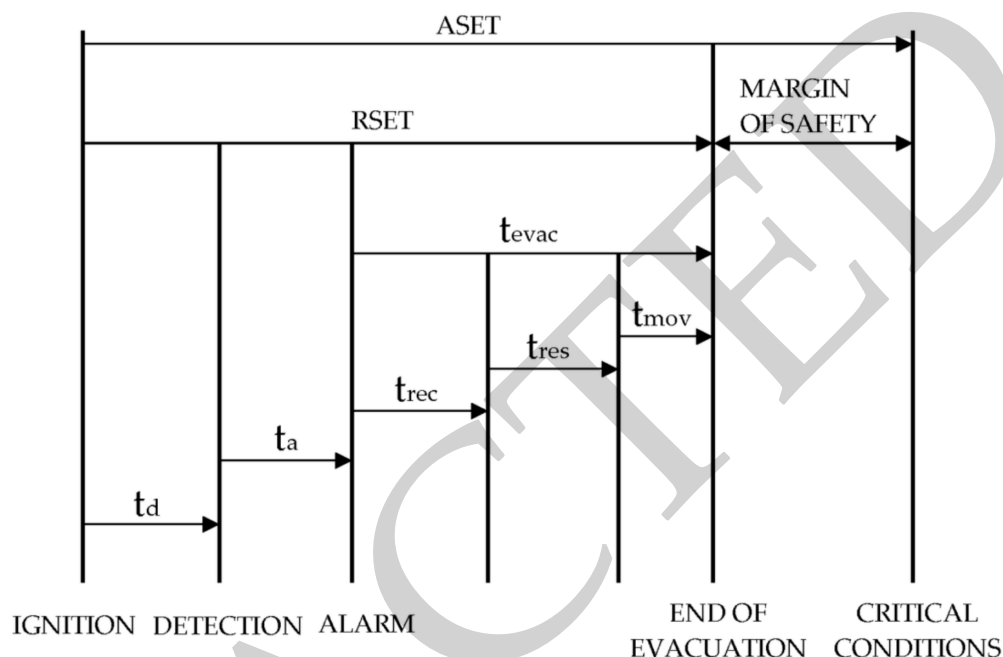 ASET
MARGIN
OF SAFETY
RSET
tevac
tmov
tres
trec
ta
td
IGNITION DETECTION ALARM END OF EVACUATION CRITICAL CONDITIONS
ACTED